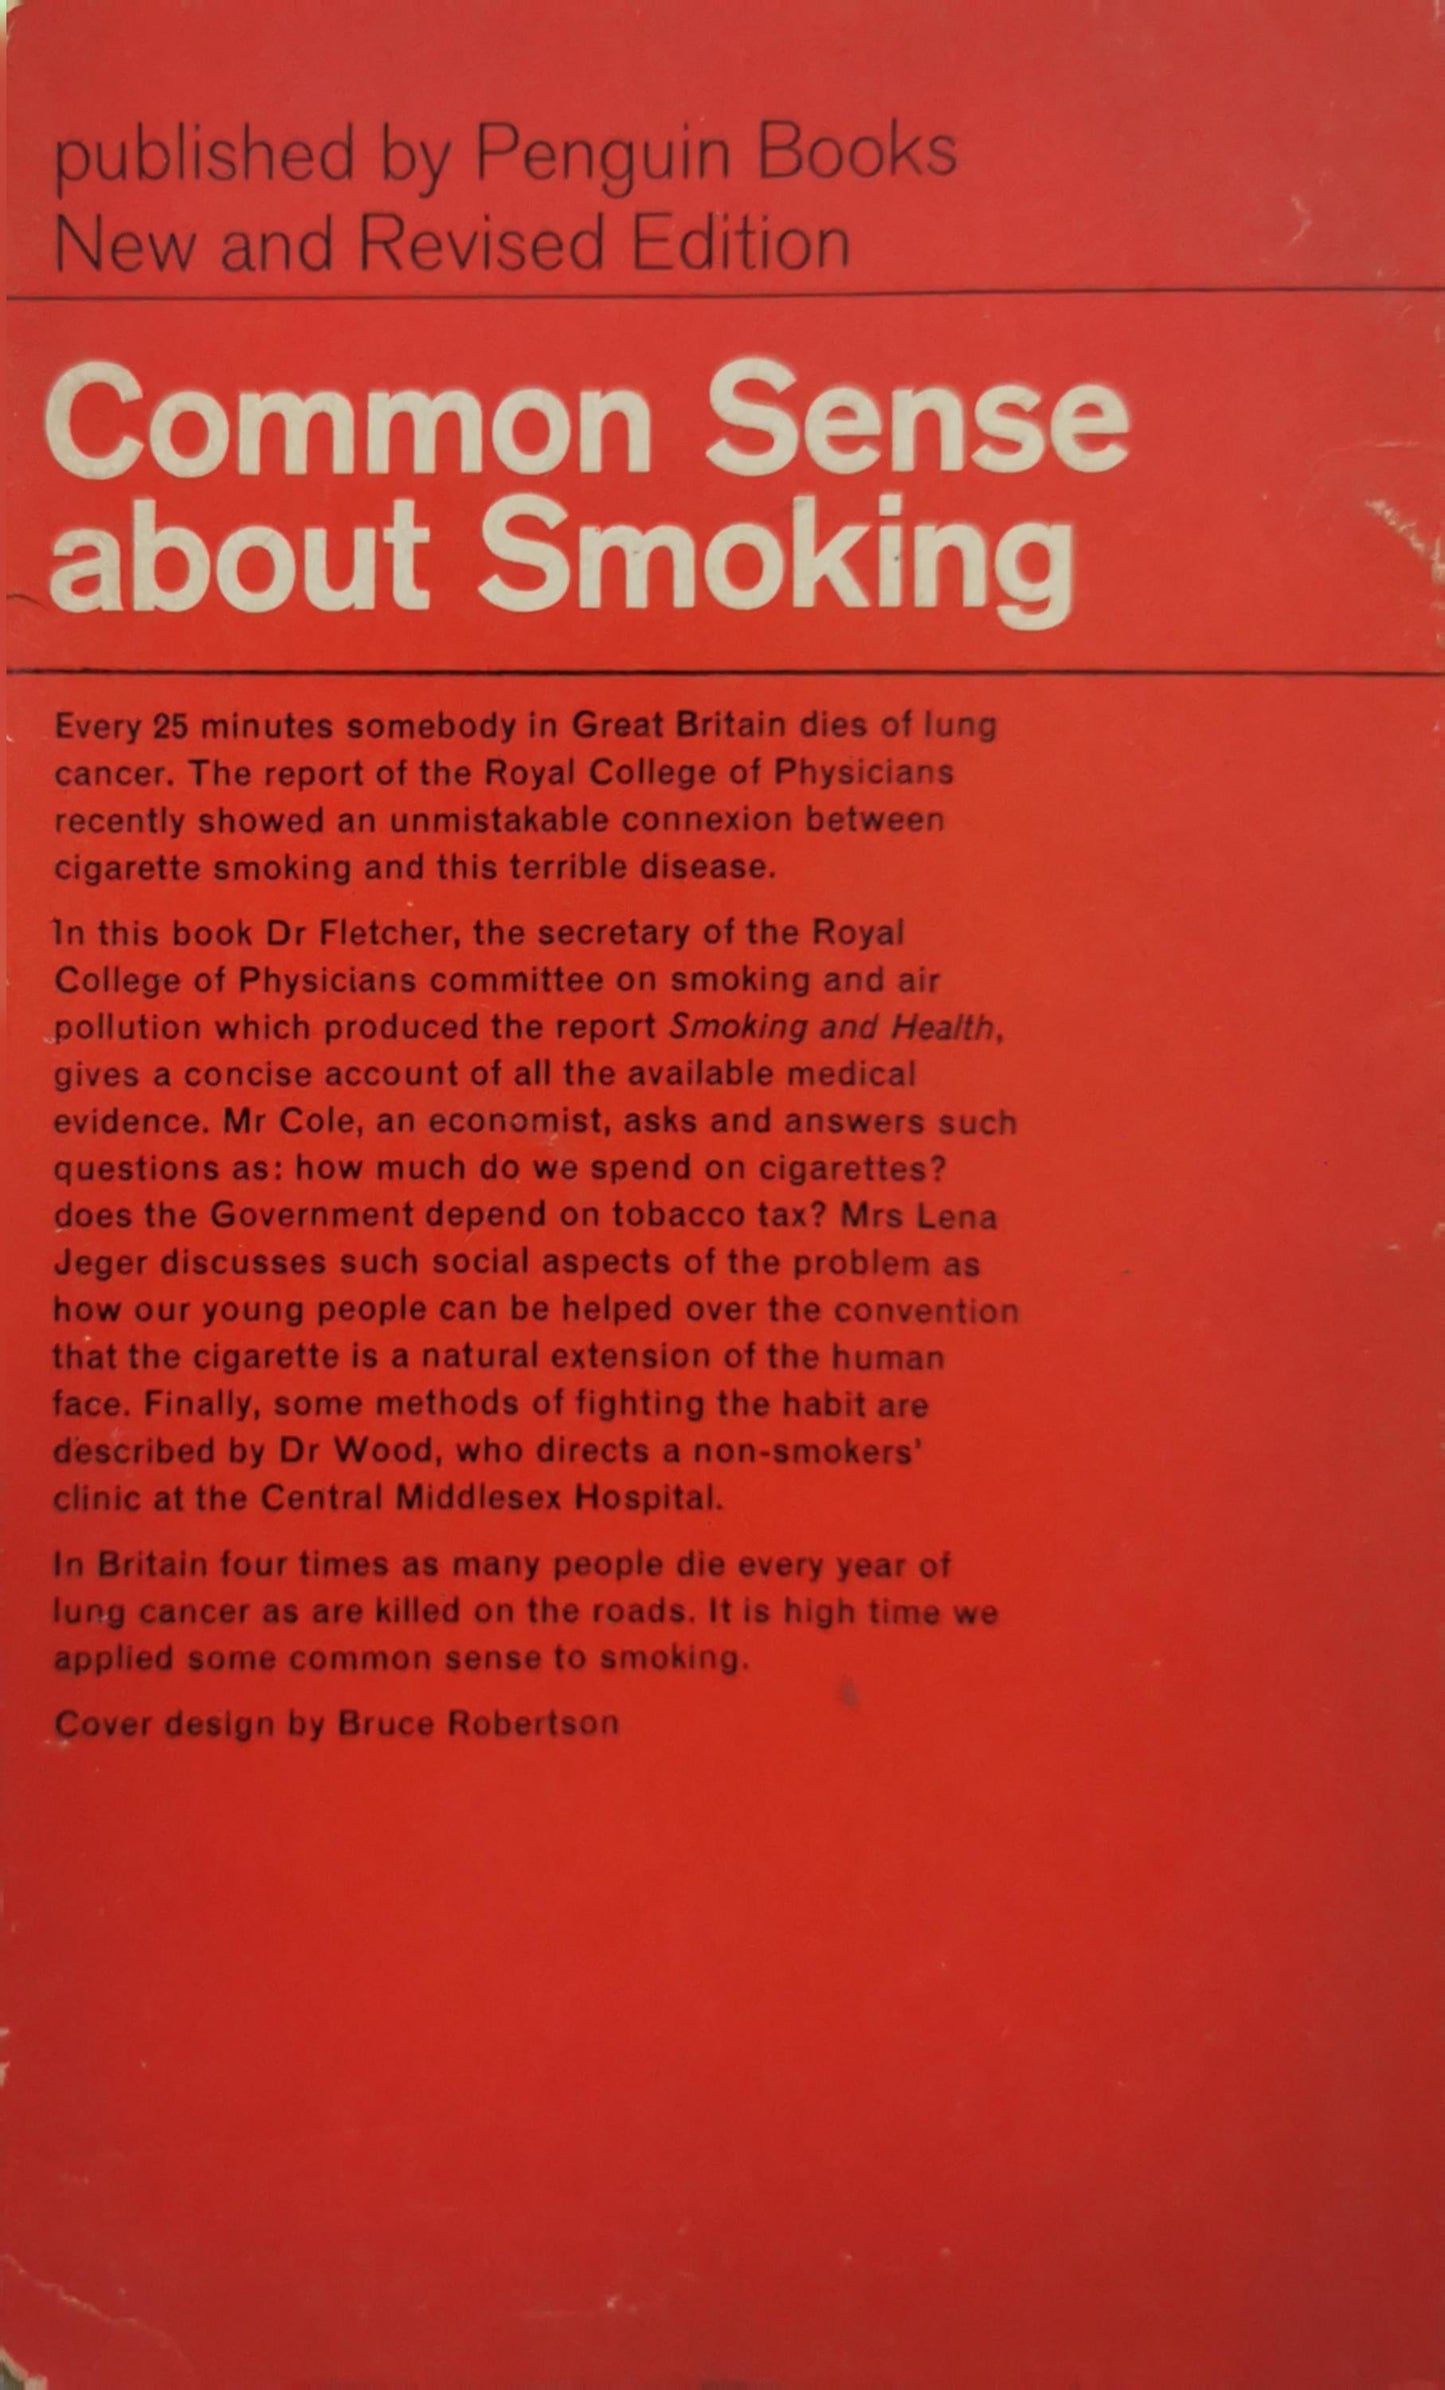 published by Penguin Books
New and Revised Edition
Common Sense
about Smoking
Every 25 minutes somebody in Great Britain dies of lung
cancer. The report of the Royal College of Physicians
recently showed an unmistakable connexion between
cigarette smoking and this terrible disease.
In this book Dr Fletcher, the secretary of the Royal
College of Physicians committee on smoking and air
pollution which produced the report Smoking and Health,
gives a concise account of all the available medical
evidence. Mr Cole, an economist, asks and answers such
questions as: how much do we spend on cigarettes?
does the Government depend on tobacco tax? Mrs Lena
Jeger discusses such social aspects of the problem as
how our young people can be helped over the convention
that the cigarette is a natural extension of the human
face. Finally, some methods of fighting the habit are
described by Dr Wood, who directs a non-smokers'
clinic at the Central Middlesex Hospital.
In Britain four times as many people die every year of
lung cancer as are killed on the roads. It is high time we
applied some common sense to smoking.
Cover design by Bruce Robertson